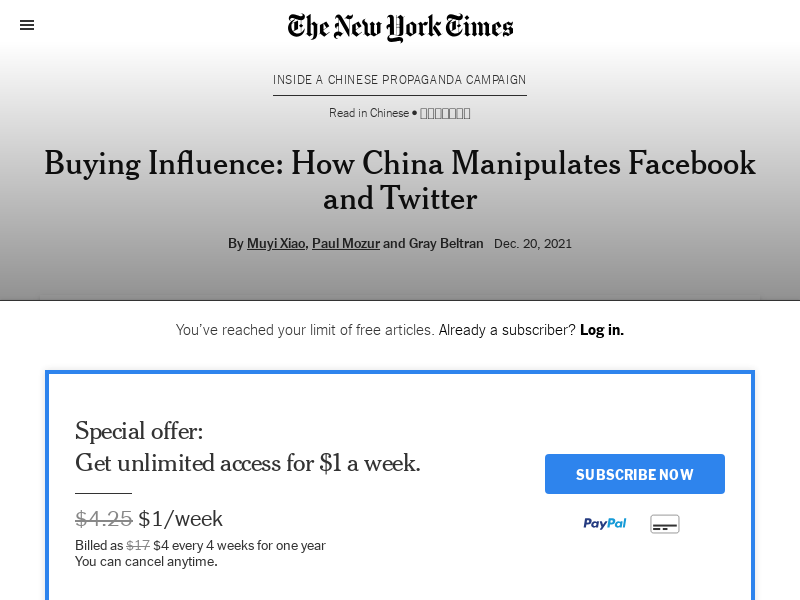 The New York Times
INSIDE A CHINESE PROPAGANDA CAMPAIGN
Read in Chinese •
Buying Influence: How China Manipulates Facebook
and Twitter
By Muyi Xiao, Paul Mozur and Gray Beltran Dec. 20, 2021
You’ve reached your limit of free articles. Already a subscriber? Log in.
Special offer:
Get unlimited access for $1 a week.
SUBSCRIBE NOW
$4.25 $1/week
PayPal
Billed as $17 $4 every 4 weeks for one year
You can cancel anytime.